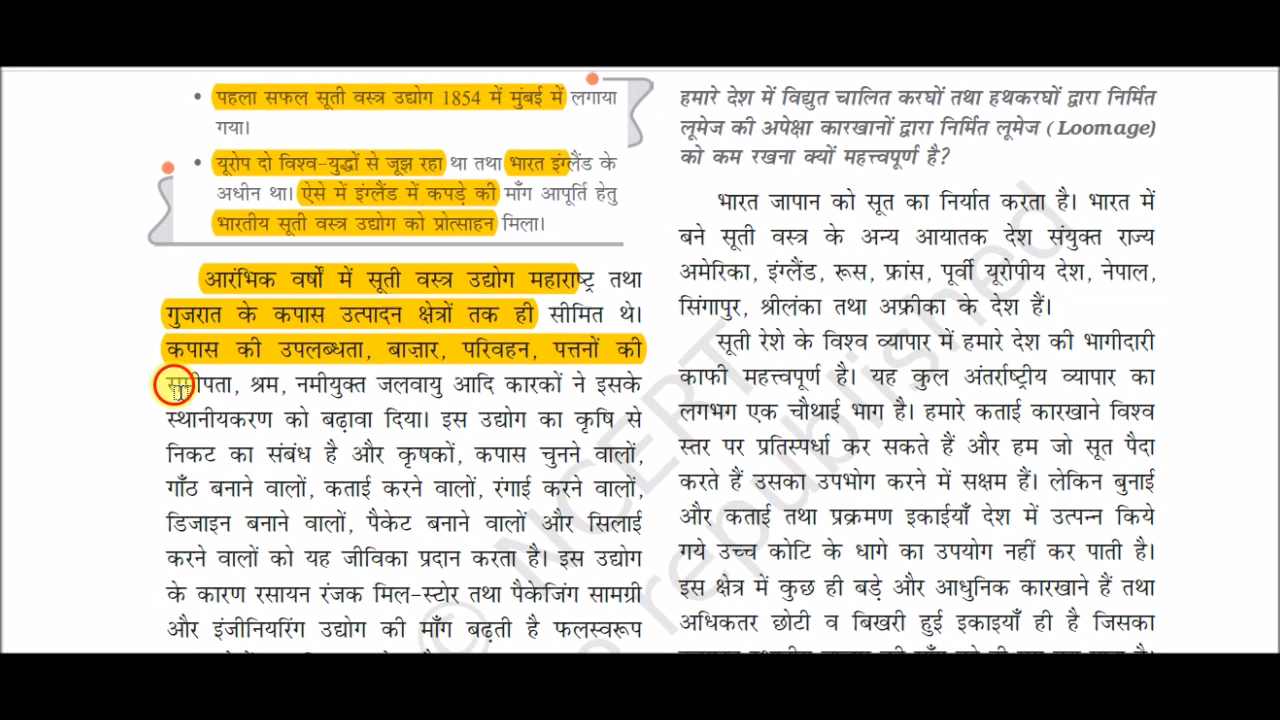 • पहला सफल सूती वस्त्र उद्योग 1854 में मुंबई में लगाया
गया।
• यूरोप दो विश्व-युद्धों से जूझ रहा था तथा भारत इंग्लैंड के
अधीन था। ऐसे में इंग्लैंड में कपड़े की माँग आपूर्ति हेतु
भारतीय सूती वस्त्र उद्योग को प्रोत्साहन मिला।
आरंभिक वर्षों में सूती वस्त्र उद्योग महाराष्ट्र तथा
गुजरात के कपास उत्पादन क्षेत्रों तक ही सीमित थे।
कपास की उपलब्धता, बाज़ार, परिवहन, पत्तनों की
समीपता, श्रम, नमीयुक्त जलवायु आदि कारकों ने इसके
स्थानीयकरण को बढ़ावा दिया। इस उद्योग का कृषि से
निकट का संबंध है और कृषकों, कपास चुनने वालों,
गाँठ बनाने वालों, कताई करने वालों, रंगाई करने वालों,
डिजाइन बनाने वालों, पैकेट बनाने वालों और सिलाई
करने वालों को यह जीविका प्रदान करता है। इस उद्योग
के कारण रसायन रंजक मिल-स्टोर तथा पैकेजिंग सामग्री
और इंजीनियरिंग उद्योग की माँग बढ़ती है फलस्वरूप
हमारे देश में विद्युत चालित करघों तथा हथकरघों द्वारा निर्मित
लूमेज की अपेक्षा कारखानों द्वारा निर्मित लूमेज (Loomage)
को कम रखना क्यों महत्त्वपूर्ण है?
भारत जापान को सूत का निर्यात करता है। भारत में
बने सूती वस्त्र के अन्य आयातक देश संयुक्त राज्य
अमेरिका, इंग्लैंड, रूस, फ्रांस, पूर्वी यूरोपीय देश, नेपाल,
सिंगापुर, श्रीलंका तथा अफ्रीका के देश हैं।
सूती रेशे के विश्व व्यापार में हमारे देश की भागीदारी
काफी महत्त्वपूर्ण है। यह कुल अंतर्राष्ट्रीय व्यापार का
लगभग एक चौथाई भाग है। हमारे कताई कारखाने विश्व
स्तर पर प्रतिस्पर्धा कर सकते हैं और हम जो सूत पैदा
करते हैं उसका उपभोग करने में सक्षम हैं। लेकिन बुनाई
और कताई तथा प्रक्रमण इकाईयाँ देश में उत्पन्न किये
गये उच्च कोटि के धागे का उपयोग नहीं कर पाती है।
इस क्षेत्र में कुछ ही बड़े और आधुनिक कारखाने हैं तथा
अधिकतर छोटी व बिखरी हुई इकाइयाँ ही है जिसका
© NCERT
republished